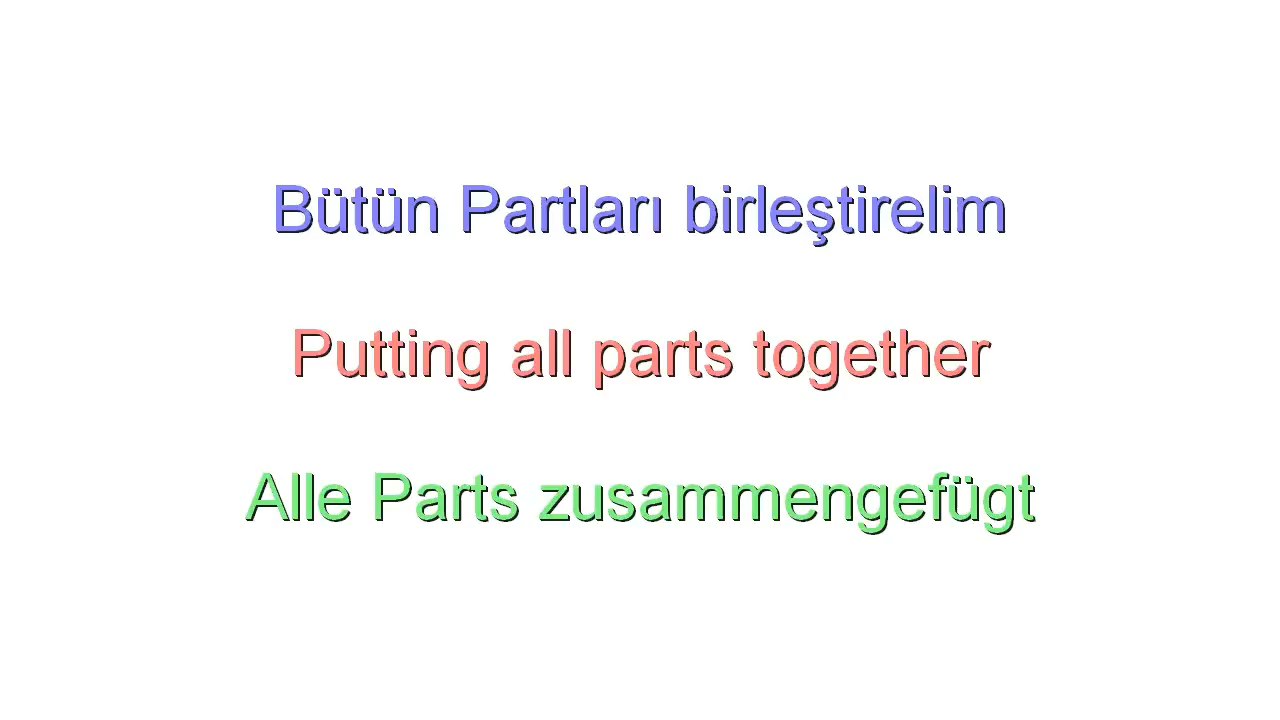 Bütün Partları birleştirelim
Putting all parts together
Alle Parts zusammengefügt